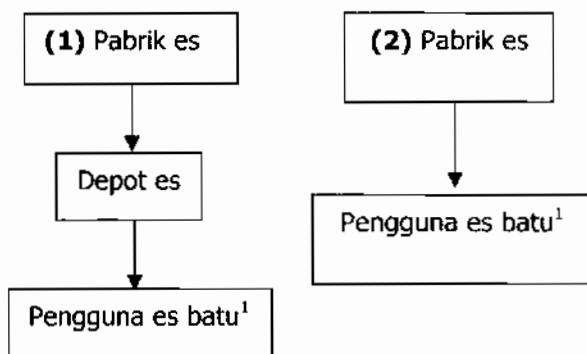 (1) Pabrik es
Depot es
Pengguna es batu¹
(2) Pabrik es
Pengguna es batu¹